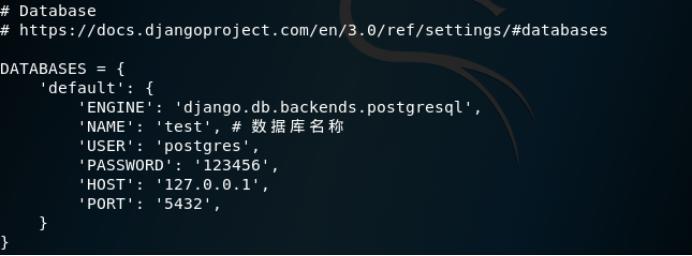 # Database
# https://docs.djangoproject.com/en/3.0/ref/settings/#databases

DATABASES = {
    'default': {
        'ENGINE': 'django.db.backends.postgresql',
        'NAME': 'test', # 数据库名称
        'USER': 'postgres',
        'PASSWORD': '123456',
        'HOST': '127.0.0.1',
        'PORT': '5432',
    }
}